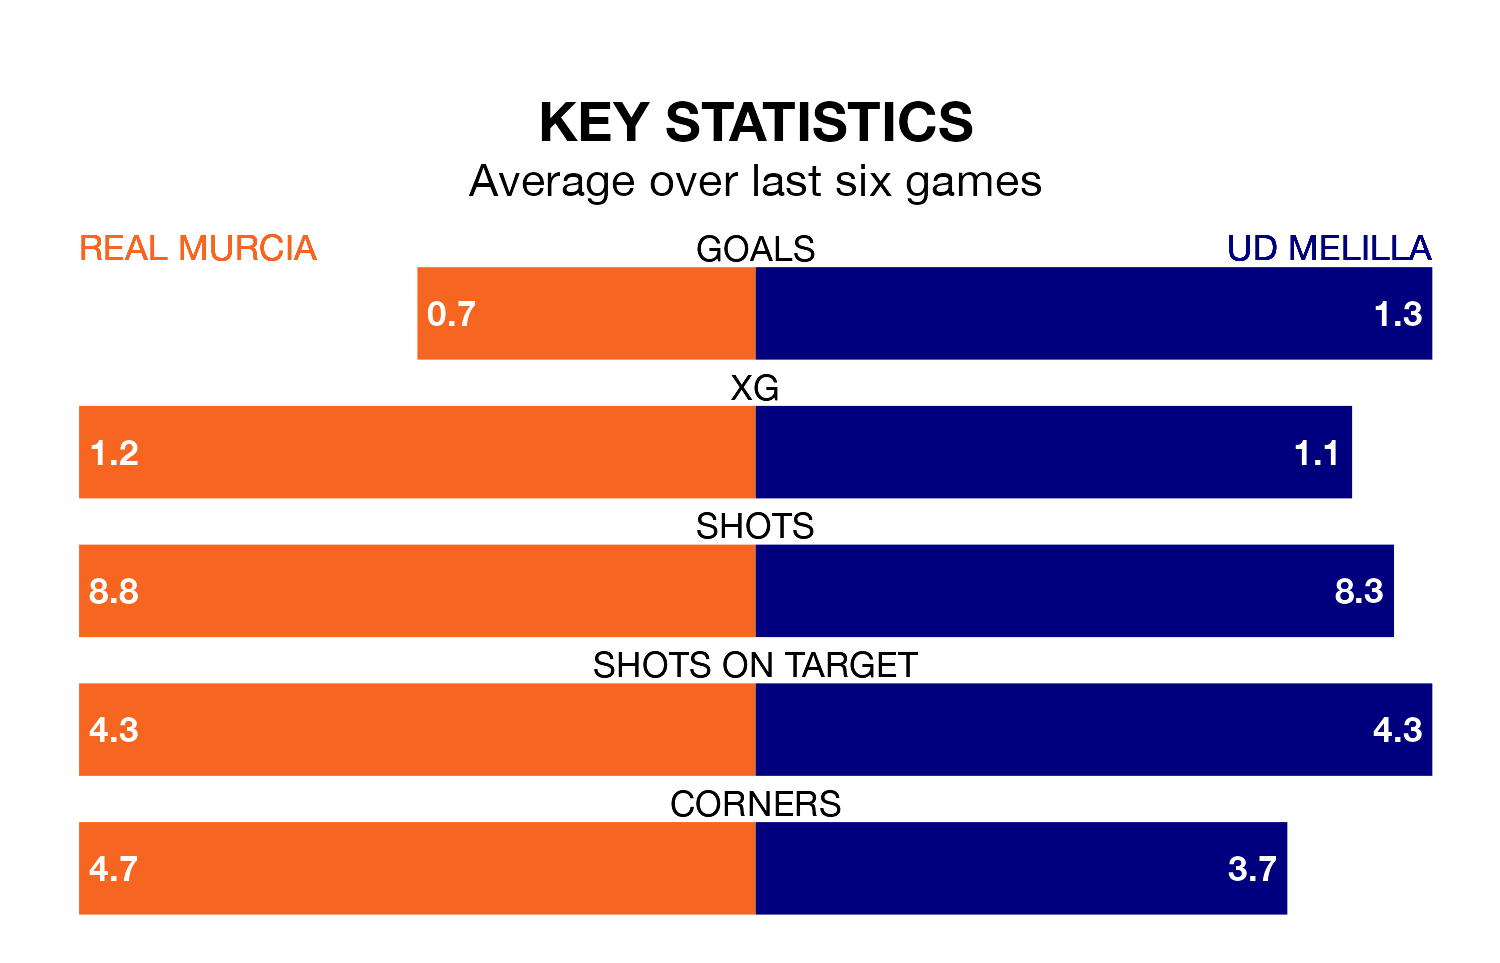 KEY STATISTICS
Average over last six games
REAL MURCIA GOALS UD MELILLA
0.7 1.3
XG
1.2 1.1
SHOTS
8.8 8.3
SHOTS ON TARGET
4.3 4.3
CORNERS
4.7 3.7